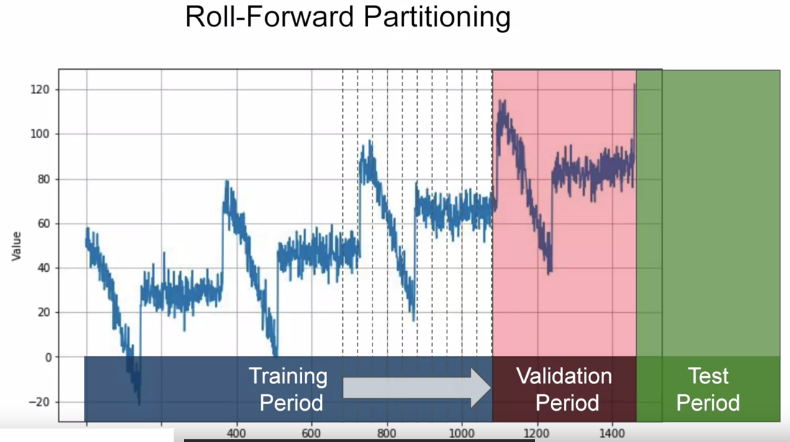 Roll-Forward Partitioning
120
100
80
60
40
20
0
−20
Value
Training
Period
Validation
Period
Test
Period
400
600
800
1000
1200
1400